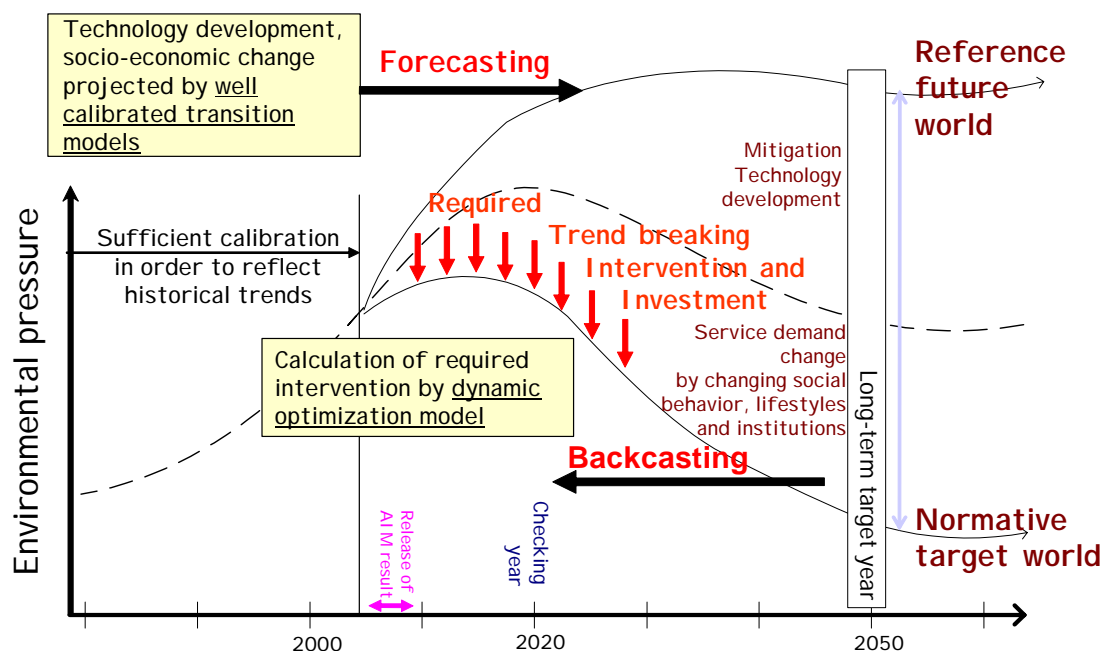 Technology development,
socio-economic change
projected by well
calibrated transition
models
Forecasting
Reference
future
world
Mitigation
Technology
development
Required
Trend breaking
Intervention and
Investment
Sufficient calibration
in order to reflect
historical trends
Environmental pressure
Service demand
change
by changing social
behavior, lifestyles
and institutions
Calculation of required
intervention by dynamic
optimization model
Long-term target year
Backcasting
Release of
AIM result
Checking
year
Normative
target world
2000
2020
2050